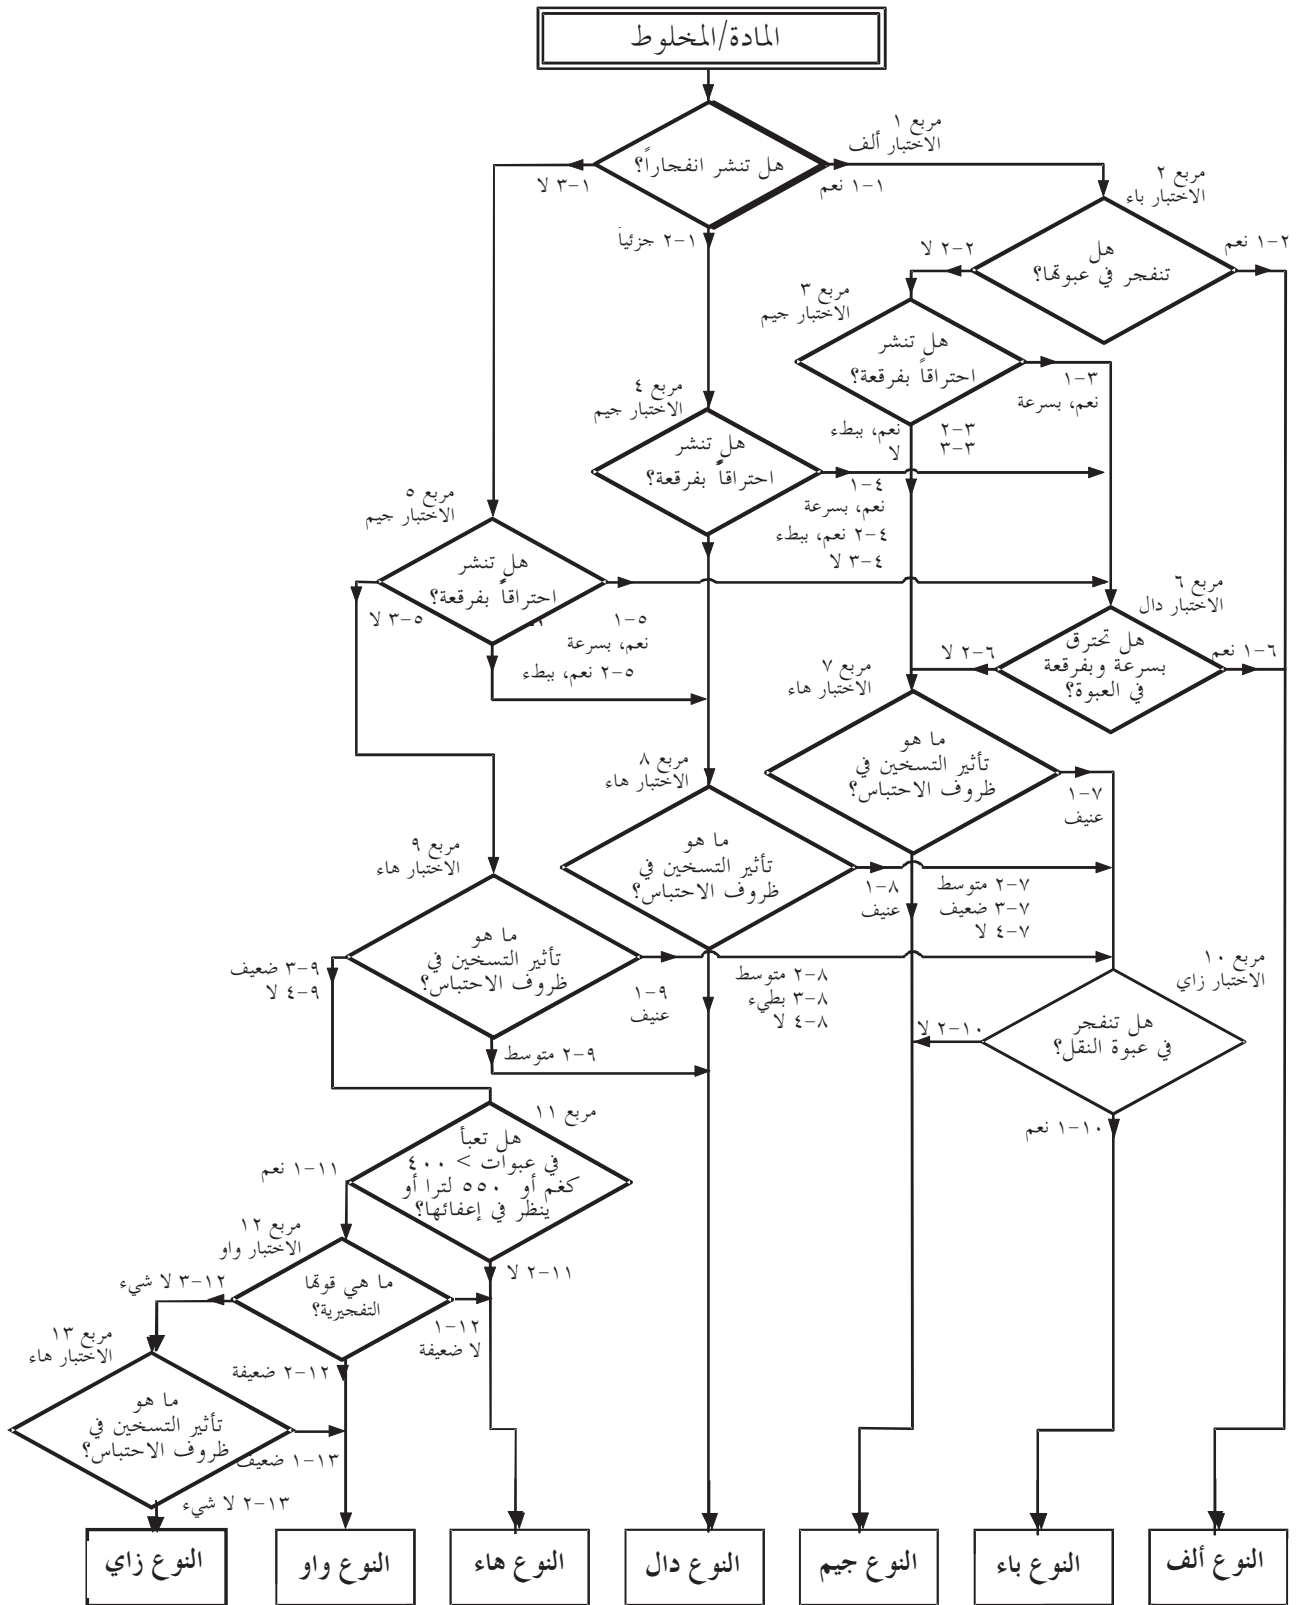 المادة/المخلوط
مربع ١
الاختبار ألف
هل تنشر انفجاراً؟
١-١ نعم
٣-١ لا
٢-١ جزئياً
مربع ٢
الاختبار باء
هل
تنفجر في عبوتها؟
١-٢ نعم
٢-٢ لا
مربع ٣
الاختبار جيم
هل تنشر
احتراقاً بفرقعة؟
١-٣
نعم، بسرعة
٢-٣ نعم، ببطء
٣-٣ لا
مربع ٤
الاختبار جيم
هل تنشر
احتراقاً بفرقعة؟
١-٤
نعم، بسرعة
٢-٤ نعم، ببطء
٣-٤ لا
مربع ٥
الاختبار جيم
هل تنشر
احتراقاً بفرقعة؟
٣-٥ لا
١-٥
نعم، بسرعة
٢-٥ نعم، ببطء
مربع ٦
الاختبار دال
هل تحترق
بسرعة وبفرقعة
في العبوة؟
١-٦ نعم
٢-٦ لا
مربع ٧
الاختبار هاء
ما هو
تأثير التسخين في
ظروف الاحتباس؟
١-٧
عنيف
٢-٧ متوسط
٣-٧ ضعيف
٤-٧ لا
مربع ٨
الاختبار هاء
ما هو
تأثير التسخين في
ظروف الاحتباس؟
١-٨
عنيف
٢-٨ متوسط
٣-٨ بطيء
٤-٨ لا
مربع ٩
الاختبار هاء
ما هو
تأثير التسخين في
ظروف الاحتباس؟
٣-٩ ضعيف
٤-٩ لا
١-٩
عنيف
٢-٩ متوسط
مربع ١٠
الاختبار زاي
هل تنفجر
في عبوة النقل؟
٢-١٠ لا
١-١٠ نعم
مربع ١١
هل تعبأ
في عبوات > ٤٠٠
كغم أو ٥٥٠ لترا أو
ينظر في إعفائها؟
١-١١ نعم
٢-١١ لا
مربع ١٢
الاختبار واو
ما هي قوتها
التفجيرية؟
٣-١٢ لا شيء
١-١٢
لا ضعيفة
٢-١٢ ضعيفة
مربع ١٣
الاختبار هاء
ما هو
تأثير التسخين في
ظروف الاحتباس؟
١-١٣ ضعيف
٢-١٣ لا شيء
النوع ألف
النوع باء
النوع جيم
النوع دال
النوع هاء
النوع واو
النوع زاي